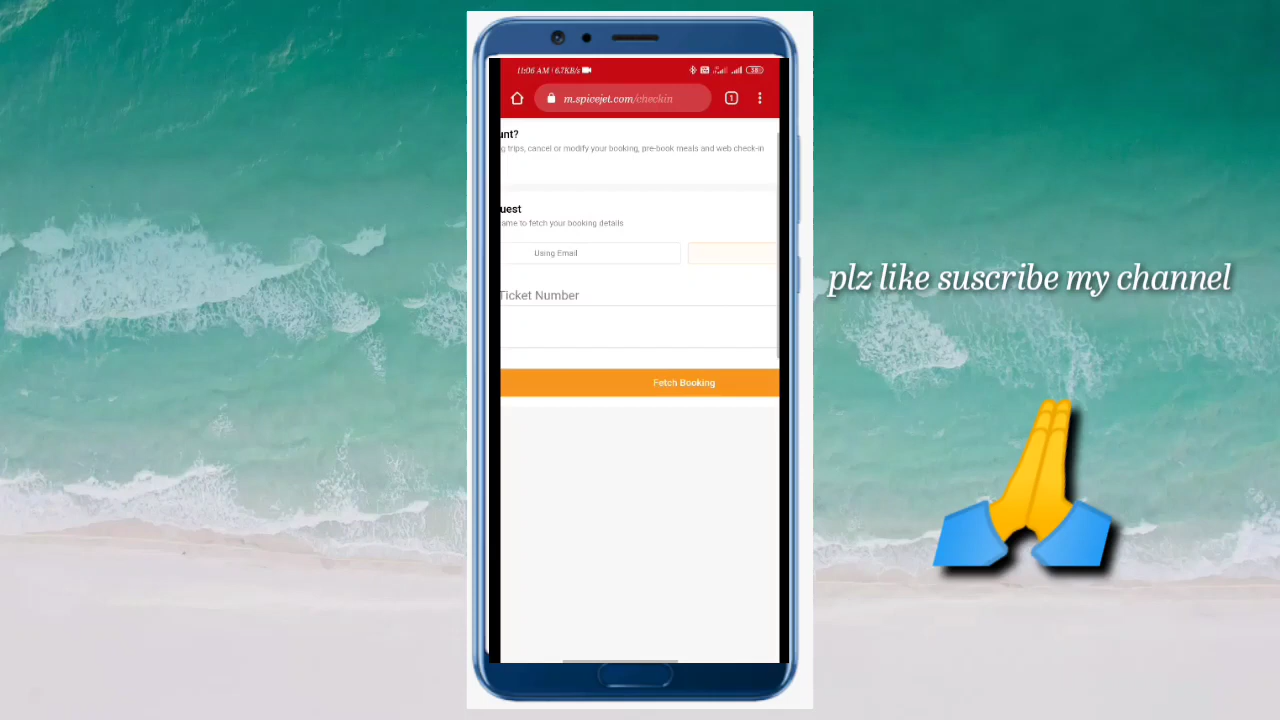 11:06 AM | 6.7KB/s
58
m.spicejet.com/checkin
1
unt?
g trips, cancel or modify your booking, pre-book meals and web check-in
uest
ame to fetch your booking details
Using Email
Ticket Number
Fetch Booking
plz like suscribe my channel